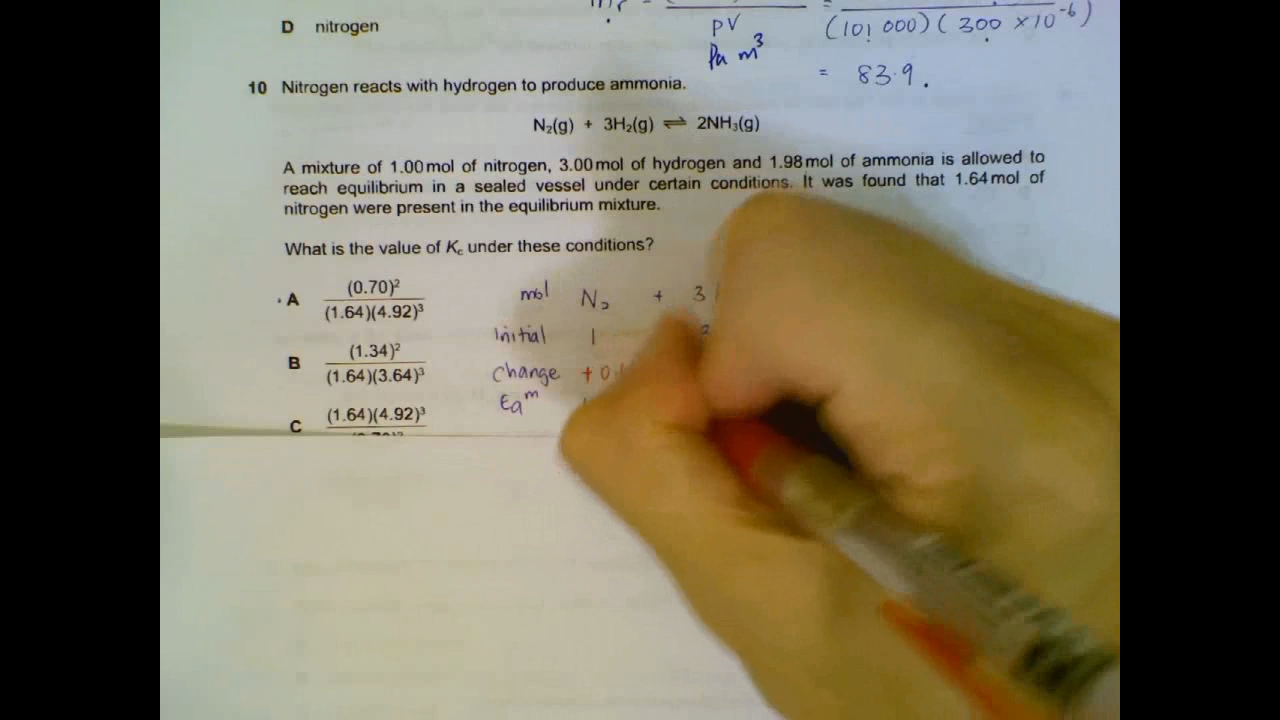 D nitrogen
pV
Pa m³
(101 000)(300 × 10⁻⁶)
= 83.9.
10 Nitrogen reacts with hydrogen to produce ammonia.
N₂(g) + 3H₂(g) ⇌ 2NH₃(g)
A mixture of 1.00 mol of nitrogen, 3.00 mol of hydrogen and 1.98 mol of ammonia is allowed to
reach equilibrium in a sealed vessel under certain conditions. It was found that 1.64 mol of
nitrogen were present in the equilibrium mixture.
What is the value of Kc under these conditions?
A (0.70)²
(1.64)(4.92)³
B (1.34)²
(1.64)(3.64)³
C (1.64)(4.92)³
mol N₂ + 3
Initial 1
change +0.
Eqm